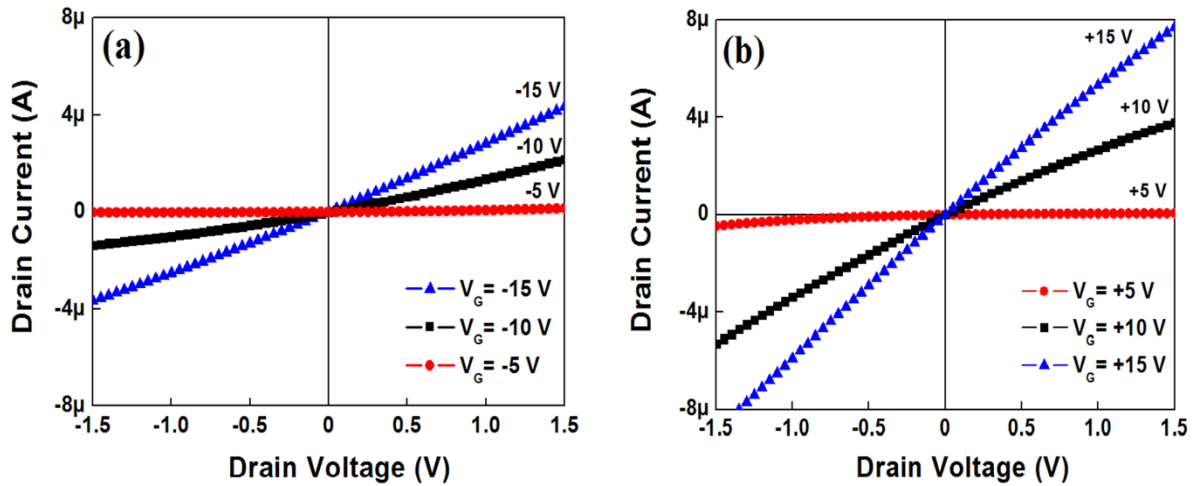 (a)
8μ
4μ
0
-4μ
-8μ
Drain Current (A)
-15 V
-10 V
-5 V
V_G= -15 V
V_G= -10 V
V_G= -5 V
-1.5 -1.0 -0.5 0 0.5 1.0 1.5
Drain Voltage (V)
(b)
8μ
4μ
0
-4μ
-8μ
Drain Current (A)
+15 V
+10 V
+5 V
V_G= +5 V
V_G= +10 V
V_G= +15 V
-1.5 -1.0 -0.5 0 0.5 1.0 1.5
Drain Voltage (V)